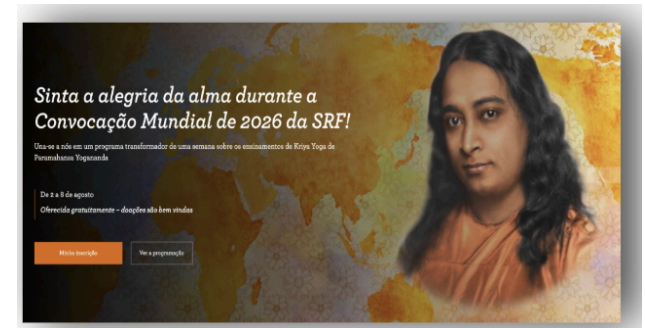 Sinta a alegria da alma durante a
Convocação Mundial de 2026 da SRF!
Una-se a nós em um programa transformador de uma semana sobre os ensinamentos de Kriya Yoga de
Paramahansa Yogananda
De 2 a 8 de agosto
Oferecida gratuitamente – doações são bem vindas
Minha inscrição
Ver a programação